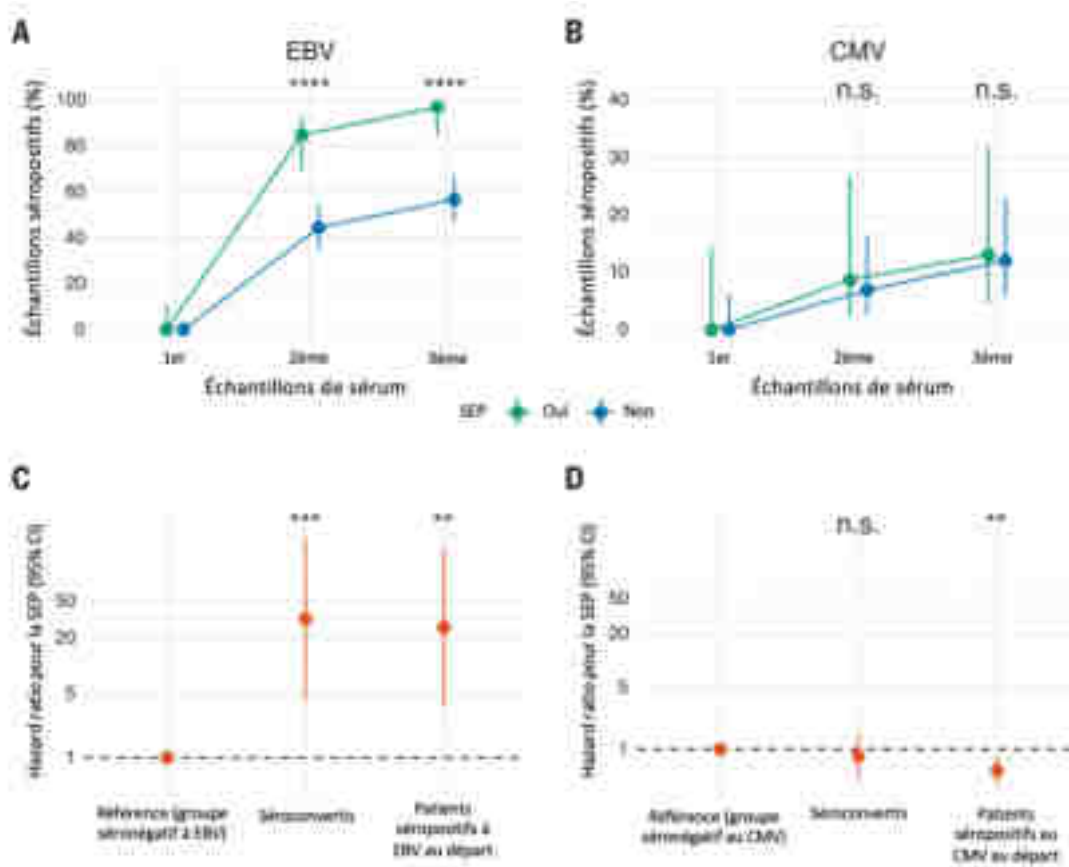 A
EBV
Échantillons séropositifs (%)
100
80
60
40
20
0
****
****
1er
2ème
3ème
Échantillons de sérum
B
CMV
Échantillons séropositifs (%)
40
30
20
10
0
n.s.
n.s.
1er
2ème
3ème
Échantillons de sérum
SEP Oui Non
C
Hazard ratio pour la SEP (95% CI)
50
20
5
1
***
**
Référence (groupe
séronégatif à EBV)
Séroconvertis
Patients
séropositifs à
EBV au départ
D
Hazard ratio pour la SEP (95% CI)
50
20
5
1
n.s.
**
Référence (groupe
séronégatif au CMV)
Séroconvertis
Patients
séropositifs au
CMV au départ